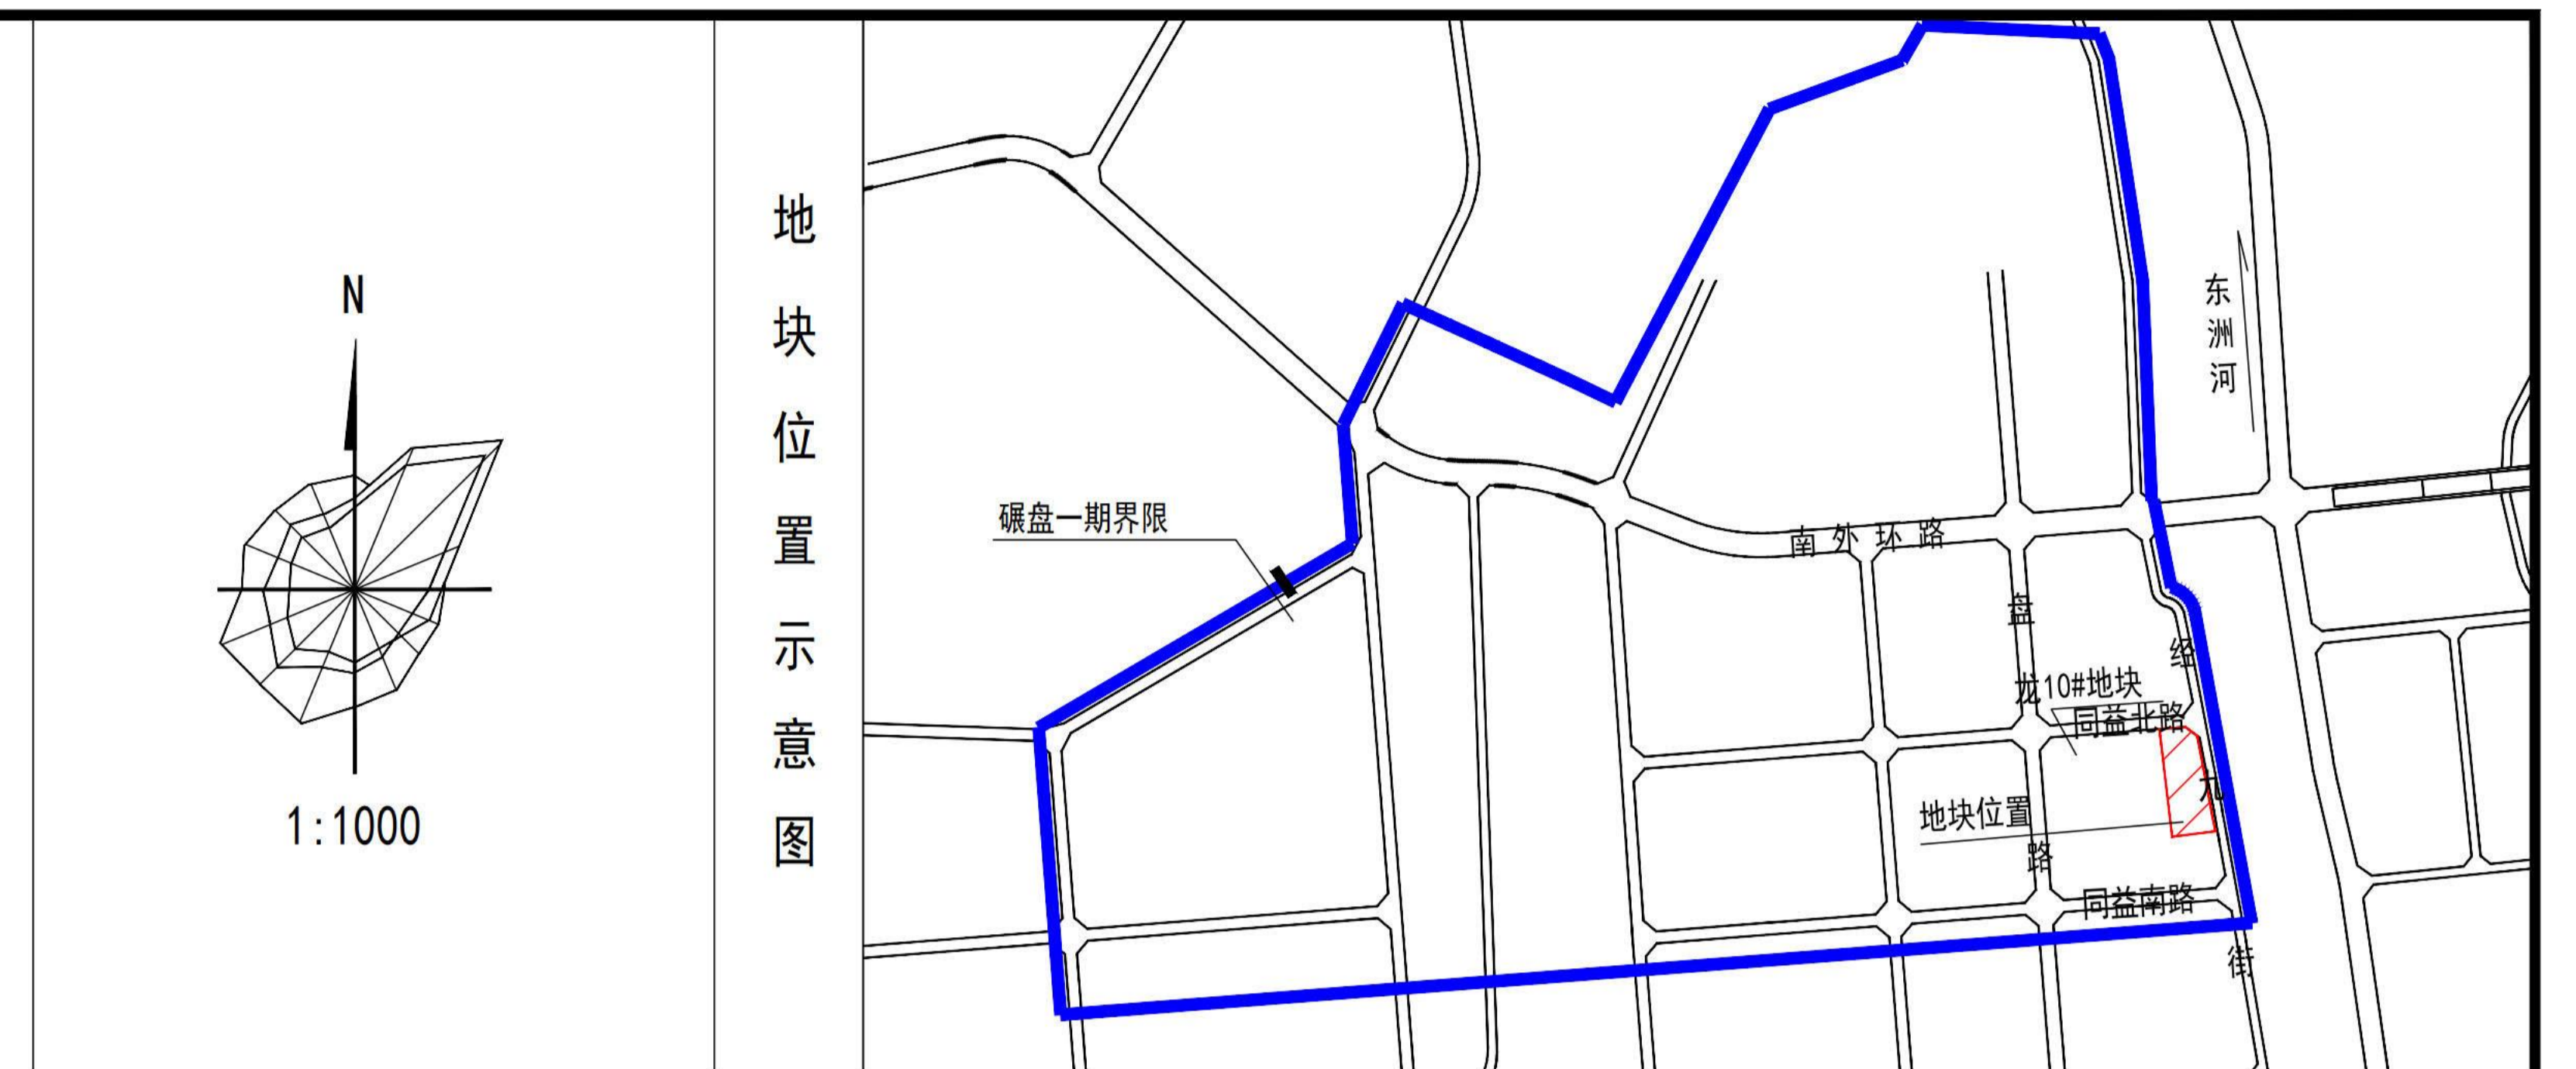 N
1:1000
地块位置示意图
碾盘一期界限
东洲河
南外环路
盘龙路
经九街
10#地块
同益北路
地块位置
同益南路